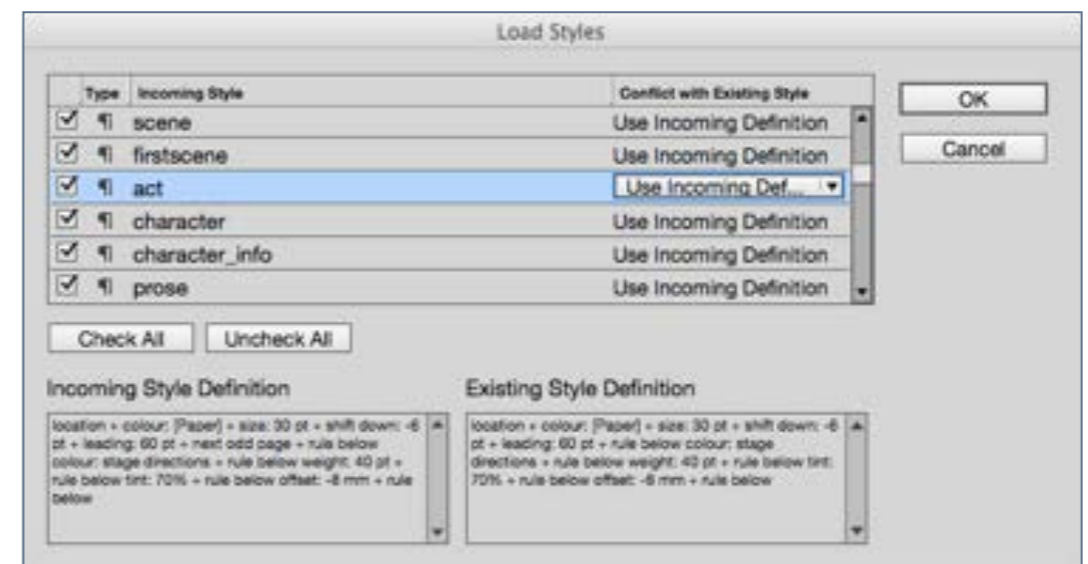 Load Styles
Type Incoming Style Conflict with Existing Style
¶ scene Use Incoming Definition
¶ firstscene Use Incoming Definition
¶ act Use Incoming Def...
¶ character Use Incoming Definition
¶ character_info Use Incoming Definition
¶ prose Use Incoming Definition
OK
Cancel
Check All Uncheck All
Incoming Style Definition
location + colour: [Paper] + size: 30 pt + shift down: -6
pt + leading: 60 pt + next odd page + rule below
colour: stage directions + rule below weight: 40 pt +
rule below tint: 70% + rule below offset: -8 mm + rule
below
Existing Style Definition
location + colour: [Paper] + size: 30 pt + shift down: -6
pt + leading: 60 pt + rule below colour: stage
directions + rule below weight: 40 pt + rule below tint:
70% + rule below offset: -6 mm + rule below